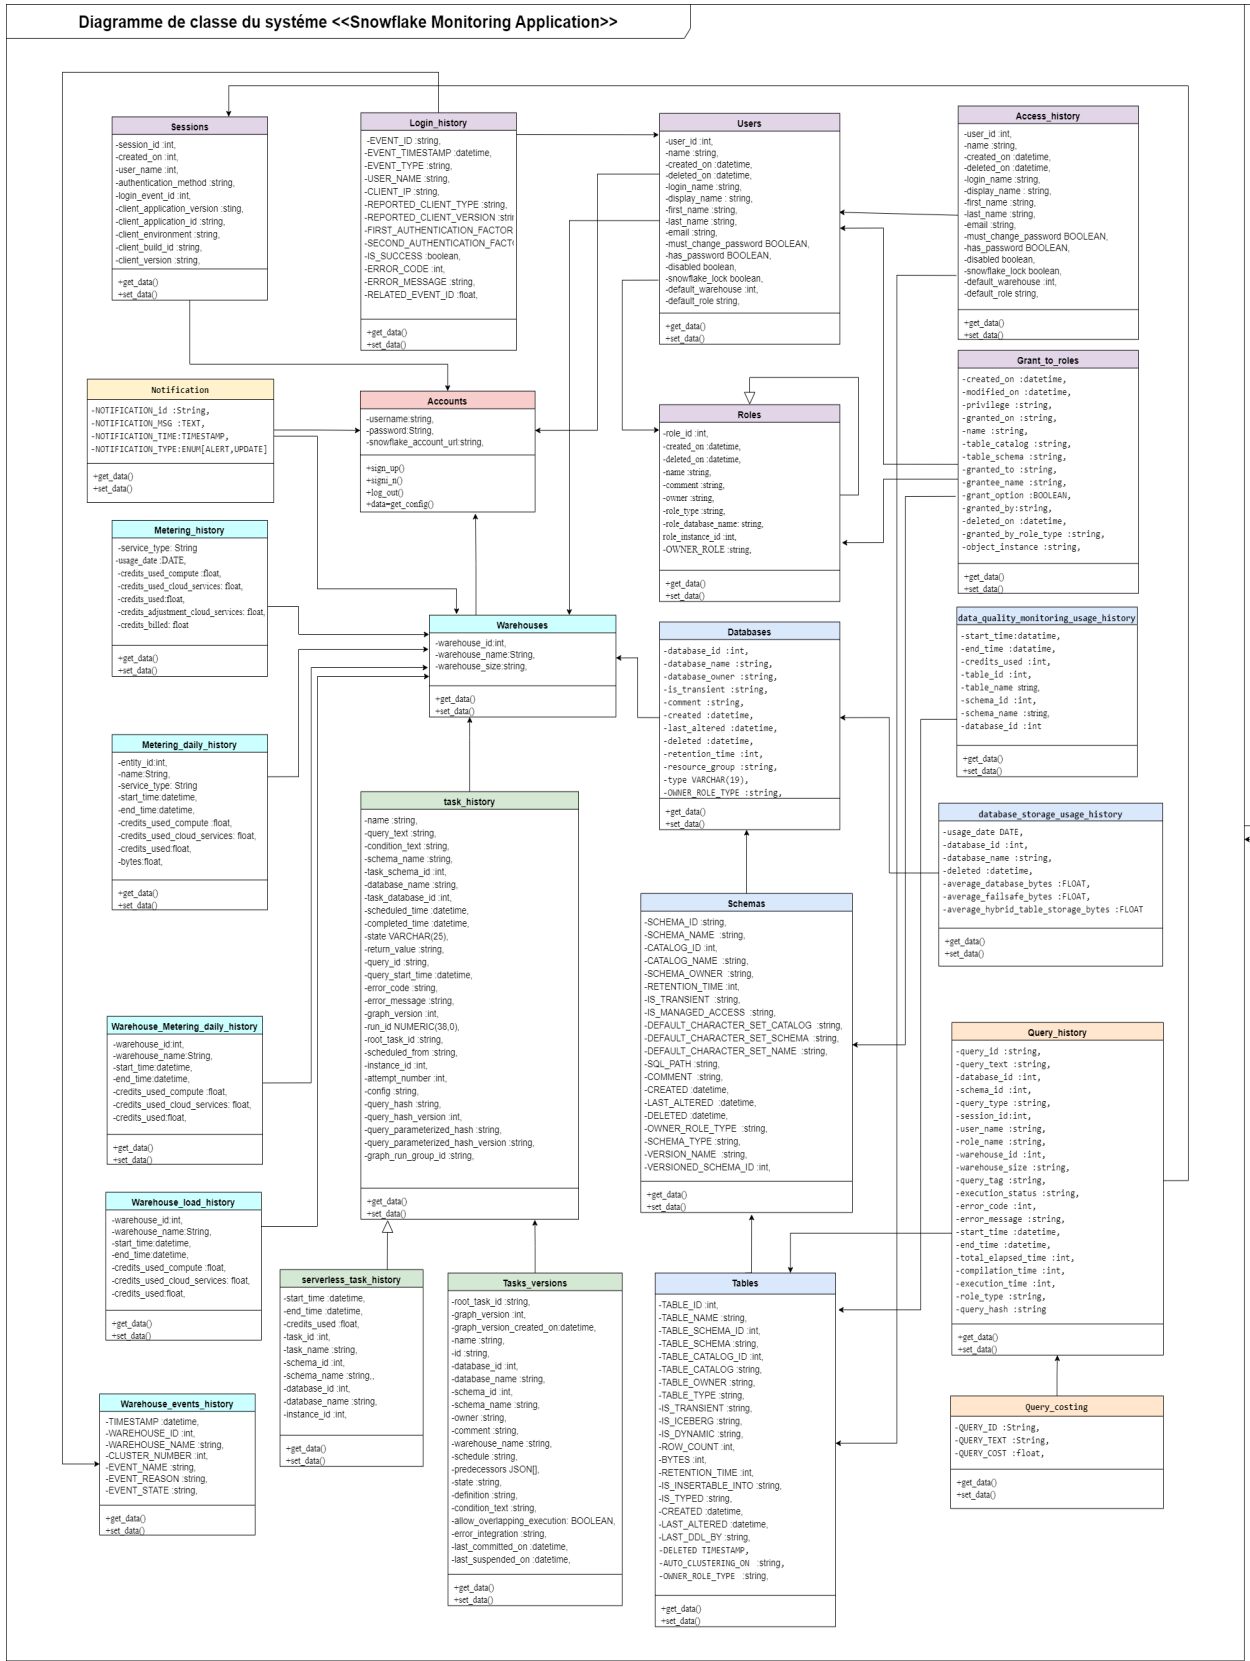 Diagramme de classe du systéme <<Snowflake Monitoring Application>>
Sessions
-session_id :int,
-created_on :int,
-user_name :int,
-authentication_method :string,
-login_event_id :int,
-client_application_version :sting,
-client_application_id :string,
-client_environment :string,
-client_build_id :string,
-client_version :string,
+get_data()
+set_data()
Login_history
-EVENT_ID :string,
-EVENT_TIMESTAMP :datetime,
-EVENT_TYPE :string,
-USER_NAME :string,
-CLIENT_IP :string,
-REPORTED_CLIENT_TYPE :string,
-REPORTED_CLIENT_VERSION :strin
-FIRST_AUTHENTICATION_FACTOR
-SECOND_AUTHENTICATION_FACT
-IS_SUCCESS :boolean,
-ERROR_CODE :int,
-ERROR_MESSAGE :string,
-RELATED_EVENT_ID :float,
+get_data()
+set_data()
Users
-user_id :int,
-name :string,
-created_on :datetime,
-deleted_on :datetime,
-login_name :string,
-display_name : string,
-first_name :string,
-last_name :string,
-email :string,
-must_change_password BOOLEAN,
-has_password BOOLEAN,
-disabled boolean,
-snowflake_lock boolean,
-default_warehouse :int,
-default_role string,
+get_data()
+set_data()
Access_history
-user_id :int,
-name :string,
-created_on :datetime,
-deleted_on :datetime,
-login_name :string,
-display_name : string,
-first_name :string,
-last_name :string,
-email :string,
-must_change_password BOOLEAN,
-has_password BOOLEAN,
-disabled boolean,
-snowflake_lock boolean,
-default_warehouse :int,
-default_role string,
+get_data()
+set_data()
Notification
-NOTIFICATION_id :String,
-NOTIFICATION_MSG :TEXT,
-NOTIFICATION_TIME:TIMESTAMP,
-NOTIFICATION_TYPE:ENUM[ALERT,UPDATE]
+get_data()
+set_data()
Accounts
-username:string,
-password:String,
-snowflake_account_url:string,
+sign_up()
+signi_n()
+log_out()
+data=get_config()
Roles
-role_id :int,
-created_on :datetime,
-deleted_on :datetime,
-name :string,
-comment :string,
-owner :string,
-role_type :string,
-role_database_name: string,
role_instance_id :int,
-OWNER_ROLE :string,
+get_data()
+set_data()
Grant_to_roles
-created_on :datetime,
-modified_on :datetime,
-privilege :string,
-granted_on :string,
-name :string,
-table_catalog :string,
-table_schema :string,
-granted_to :string,
-grantee_name :string,
-grant_option :BOOLEAN,
-granted_by:string,
-deleted_on :datetime,
-granted_by_role_type :string,
-object_instance :string,
+get_data()
+set_data()
Metering_history
-service_type: String
-usage_date :DATE,
-credits_used_compute :float,
-credits_used_cloud_services: float,
-credits_used:float,
-credits_adjustment_cloud_services: float,
-credits_billed: float
+get_data()
+set_data()
Warehouses
-warehouse_id:int,
-warehouse_name:String,
-warehouse_size:string,
+get_data()
+set_data()
Databases
-database_id :int,
-database_name :string,
-database_owner :string,
-is_transient :string,
-comment :string,
-created :datetime,
-last_altered :datetime,
-deleted :datetime,
-retention_time :int,
-resource_group :string,
-type VARCHAR(19),
-OWNER_ROLE_TYPE :string,
+get_data()
+set_data()
data_quality_monitoring_usage_history
-start_time:datatime,
-end_time :datatime,
-credits_used :int,
-table_id :int,
-table_name string,
-schema_id :int,
-schema_name :string,
-database_id :int
+get_data()
+set_data()
Metering_daily_history
-entity_id:int,
-name:String,
-service_type: String
-start_time:datetime,
-end_time:datetime,
-credits_used_compute :float,
-credits_used_cloud_services: float,
-credits_used:float,
-bytes:float,
+get_data()
+set_data()
task_history
-name :string,
-query_text :string,
-condition_text :string,
-schema_name :string,
-task_schema_id :int,
-database_name :string,
-task_database_id :int,
-scheduled_time :datetime,
-completed_time :datetime,
-state VARCHAR(25),
-return_value :string,
-query_id :string,
-query_start_time :datetime,
-error_code :string,
-error_message :string,
-graph_version :int,
-run_id NUMERIC(38,0),
-root_task_id :string,
-scheduled_from :string,
-instance_id :int,
-attempt_number :int,
-config :string,
-query_hash :string,
-query_hash_version :int,
-query_parameterized_hash :string,
-query_parameterized_hash_version :string,
-graph_run_group_id :string,
+get_data()
+set_data()
database_storage_usage_history
-usage_date DATE,
-database_id :int,
-database_name :string,
-deleted :datetime,
-average_database_bytes :FLOAT,
-average_failsafe_bytes :FLOAT,
-average_hybrid_table_storage_bytes :FLOAT
+get_data()
+set_data()
Schemas
-SCHEMA_ID :string,
-SCHEMA_NAME :string,
-CATALOG_ID :int,
-CATALOG_NAME :string,
-SCHEMA_OWNER :string,
-RETENTION_TIME :int,
-IS_TRANSIENT :string,
-IS_MANAGED_ACCESS :string,
-DEFAULT_CHARACTER_SET_CATALOG :string,
-DEFAULT_CHARACTER_SET_SCHEMA :string,
-DEFAULT_CHARACTER_SET_NAME :string,
-SQL_PATH :string,
-COMMENT :string,
-CREATED :datetime,
-LAST_ALTERED :datetime,
-DELETED :datetime,
-OWNER_ROLE_TYPE :string,
-SCHEMA_TYPE :string,
-VERSION_NAME :string,
-VERSIONED_SCHEMA_ID :int,
+get_data()
+set_data()
Warehouse_Metering_daily_history
-warehouse_id:int,
-warehouse_name:String,
-start_time:datetime,
-end_time:datetime,
-credits_used_compute :float,
-credits_used_cloud_services: float,
-credits_used:float,
+get_data()
+set_data()
Query_history
-query_id :string,
-query_text :string,
-database_id :int,
-schema_id :int,
-query_type :string,
-session_id:int,
-user_name :string,
-role_name :string,
-warehouse_id :int,
-warehouse_size :string,
-query_tag :string,
-execution_status :string,
-error_code :int,
-error_message :string,
-start_time :datetime,
-end_time :datetime,
-total_elapsed_time :int,
-compilation_time :int,
-execution_time :int,
-role_type :string,
-query_hash :string
+get_data()
+set_data()
Warehouse_load_history
-warehouse_id:int,
-warehouse_name:String,
-start_time:datetime,
-end_time:datetime,
-credits_used_compute :float,
-credits_used_cloud_services: float,
-credits_used:float,
+get_data()
+set_data()
serverless_task_history
-start_time :datetime,
-end_time :datetime,
-credits_used :float,
-task_id :int,
-task_name :string,
-schema_id :int,
-schema_name :string,,
-database_id :int,
-database_name :string,
-instance_id :int,
+get_data()
+set_data()
Tasks_versions
-root_task_id :string,
-graph_version :int,
-graph_version_created_on:datetime,
-name :string,
-id :string,
-database_id :int,
-database_name :string,
-schema_id :int,
-schema_name :string,
-owner :string,
-comment :string,
-warehouse_name :string,
-schedule :string,
-predecessors JSON[],
-state :string,
-definition :string,
-condition_text :string,
-allow_overlapping_execution: BOOLEAN,
-error_integration :string,
-last_committed_on :datetime,
-last_suspended_on :datetime,
+get_data()
+set_data()
Tables
-TABLE_ID :int,
-TABLE_NAME :string,
-TABLE_SCHEMA_ID :int,
-TABLE_SCHEMA :string,
-TABLE_CATALOG_ID :int,
-TABLE_CATALOG :string,
-TABLE_OWNER :string,
-TABLE_TYPE :string,
-IS_TRANSIENT :string,
-IS_ICEBERG :string,
-IS_DYNAMIC :string,
-ROW_COUNT :int,
-BYTES :int,
-RETENTION_TIME :int,
-IS_INSERTABLE_INTO :string,
-IS_TYPED :string,
-CREATED :datetime,
-LAST_ALTERED :datetime,
-LAST_DDL_BY :string,
-DELETED TIMESTAMP,
-AUTO_CLUSTERING_ON :string,
-OWNER_ROLE_TYPE :string,
+get_data()
+set_data()
Warehouse_events_history
-TIMESTAMP :datetime,
-WAREHOUSE_ID :int,
-WAREHOUSE_NAME :string,
-CLUSTER_NUMBER :int,
-EVENT_NAME :string,
-EVENT_REASON :string,
-EVENT_STATE :string,
+get_data()
+set_data()
Query_costing
-QUERY_ID :String,
-QUERY_TEXT :String,
-QUERY_COST :float,
+get_data()
+set_data()